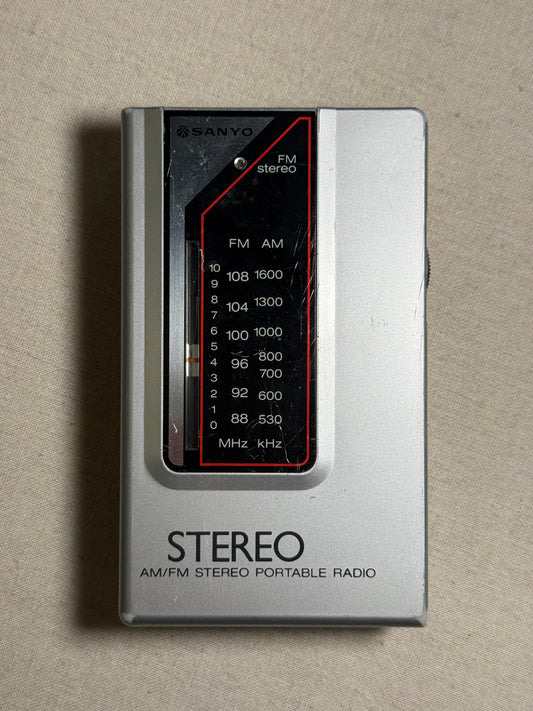 SANYO
FM
stereo
FM AM
10
9
108 1600
8
7
104 1300
6
5
100 1000
4
96 800
3
700
2
92 600
1
0
88 530
MHz kHz
STEREO
AM/FM STEREO PORTABLE RADIO